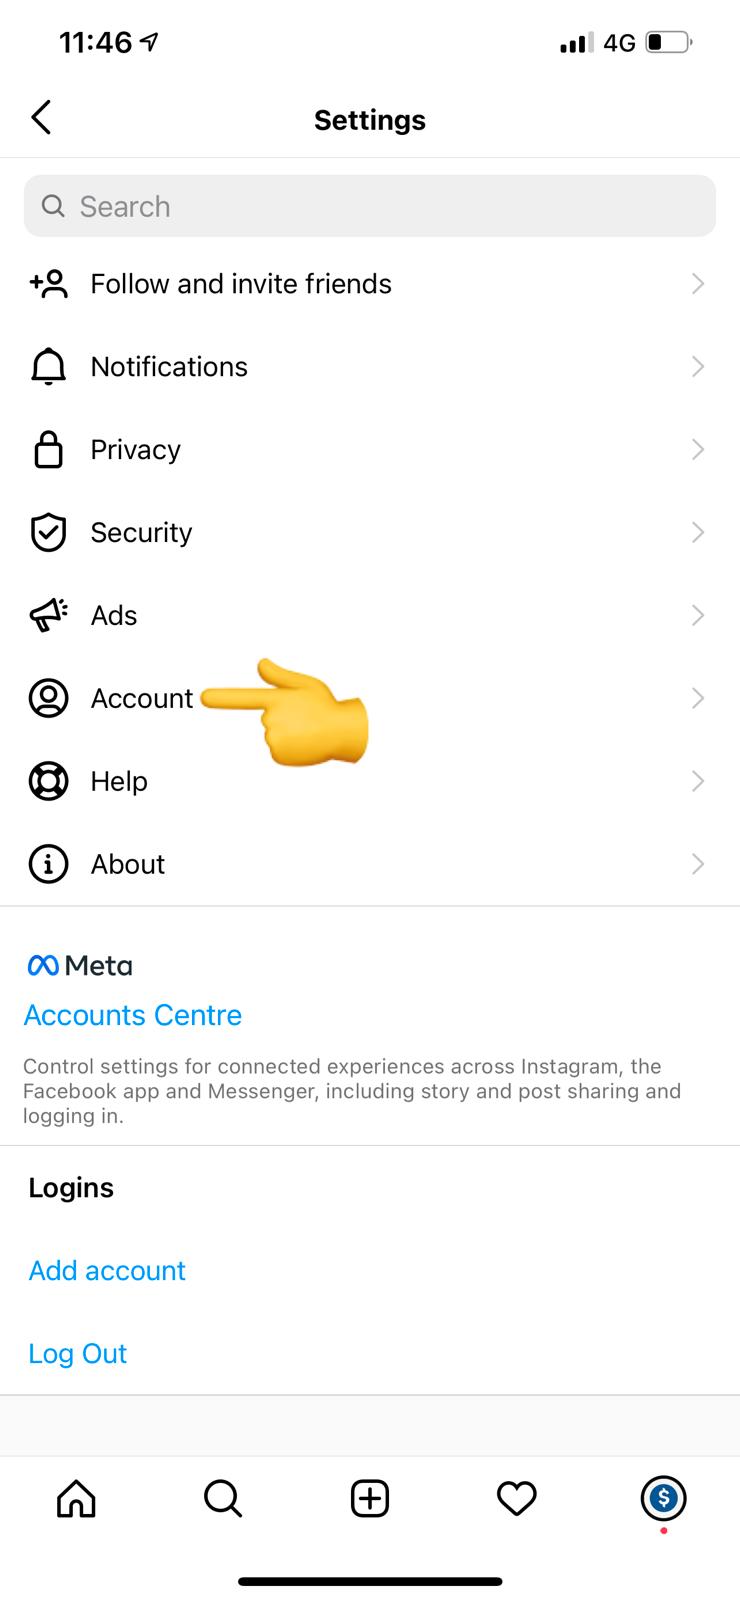 11:46
4G
Settings
Search
Follow and invite friends
Notifications
Privacy
Security
Ads
Account
Help
About
Meta
Accounts Centre
Control settings for connected experiences across Instagram, the
Facebook app and Messenger, including story and post sharing and
logging in.
Logins
Add account
Log Out
$